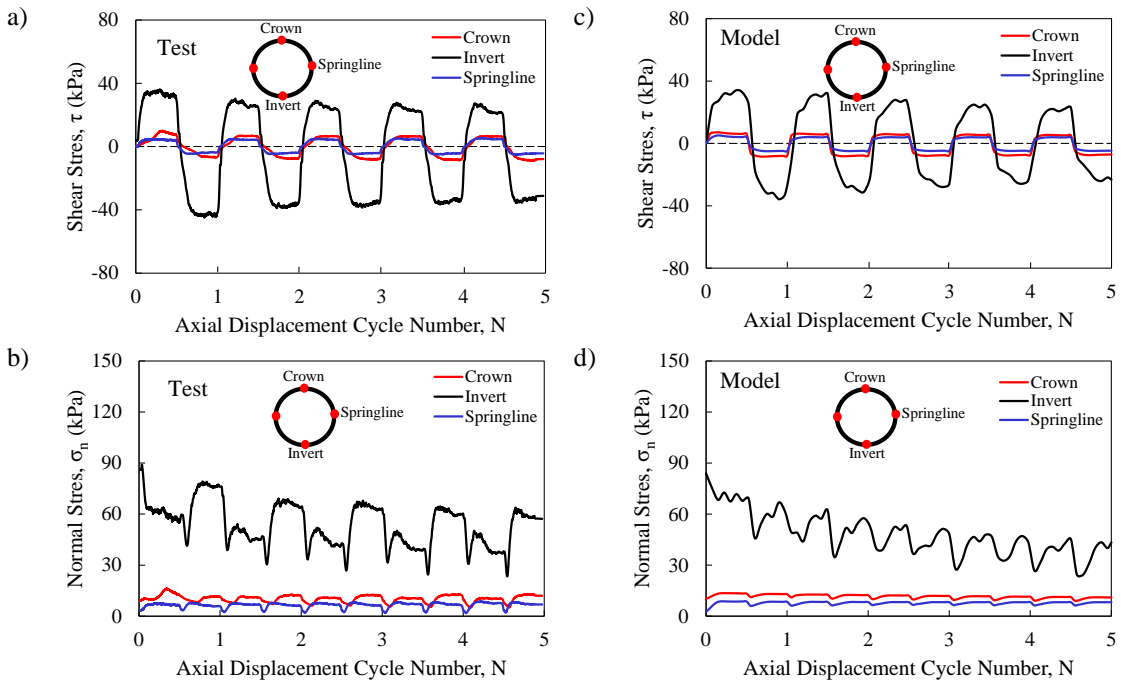 a)
Test
Crown
Springline
Invert
Crown
Invert
Springline
80
40
0
-40
-80
Shear Stres, τ (kPa)
0 1 2 3 4 5
Axial Displacement Cycle Number, N
c)
Model
Crown
Springline
Invert
Crown
Invert
Springline
80
40
0
-40
-80
Shear Stres, τ (kPa)
0 1 2 3 4 5
Axial Displacement Cycle Number, N
b)
Test
Crown
Springline
Invert
Crown
Invert
Springline
150
120
90
60
30
0
Normal Stres, σn (kPa)
0 1 2 3 4 5
Axial Displacement Cycle Number, N
d)
Model
Crown
Springline
Invert
Crown
Invert
Springline
150
120
90
60
30
0
Normal Stres, σn (kPa)
0 1 2 3 4 5
Axial Displacement Cycle Number, N